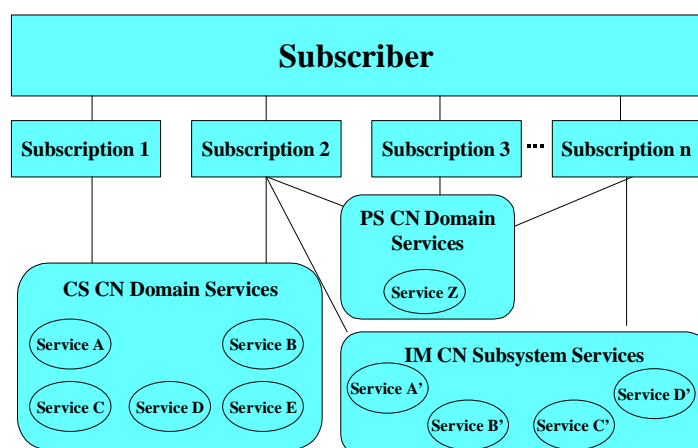 Subscriber
Subscription 1
Subscription 2
Subscription 3
...
Subscription n
PS CN Domain
Services
Service Z
CS CN Domain Services
Service A
Service B
Service C
Service D
Service E
IM CN Subsystem Services
Service A’
Service B’
Service C’
Service D’